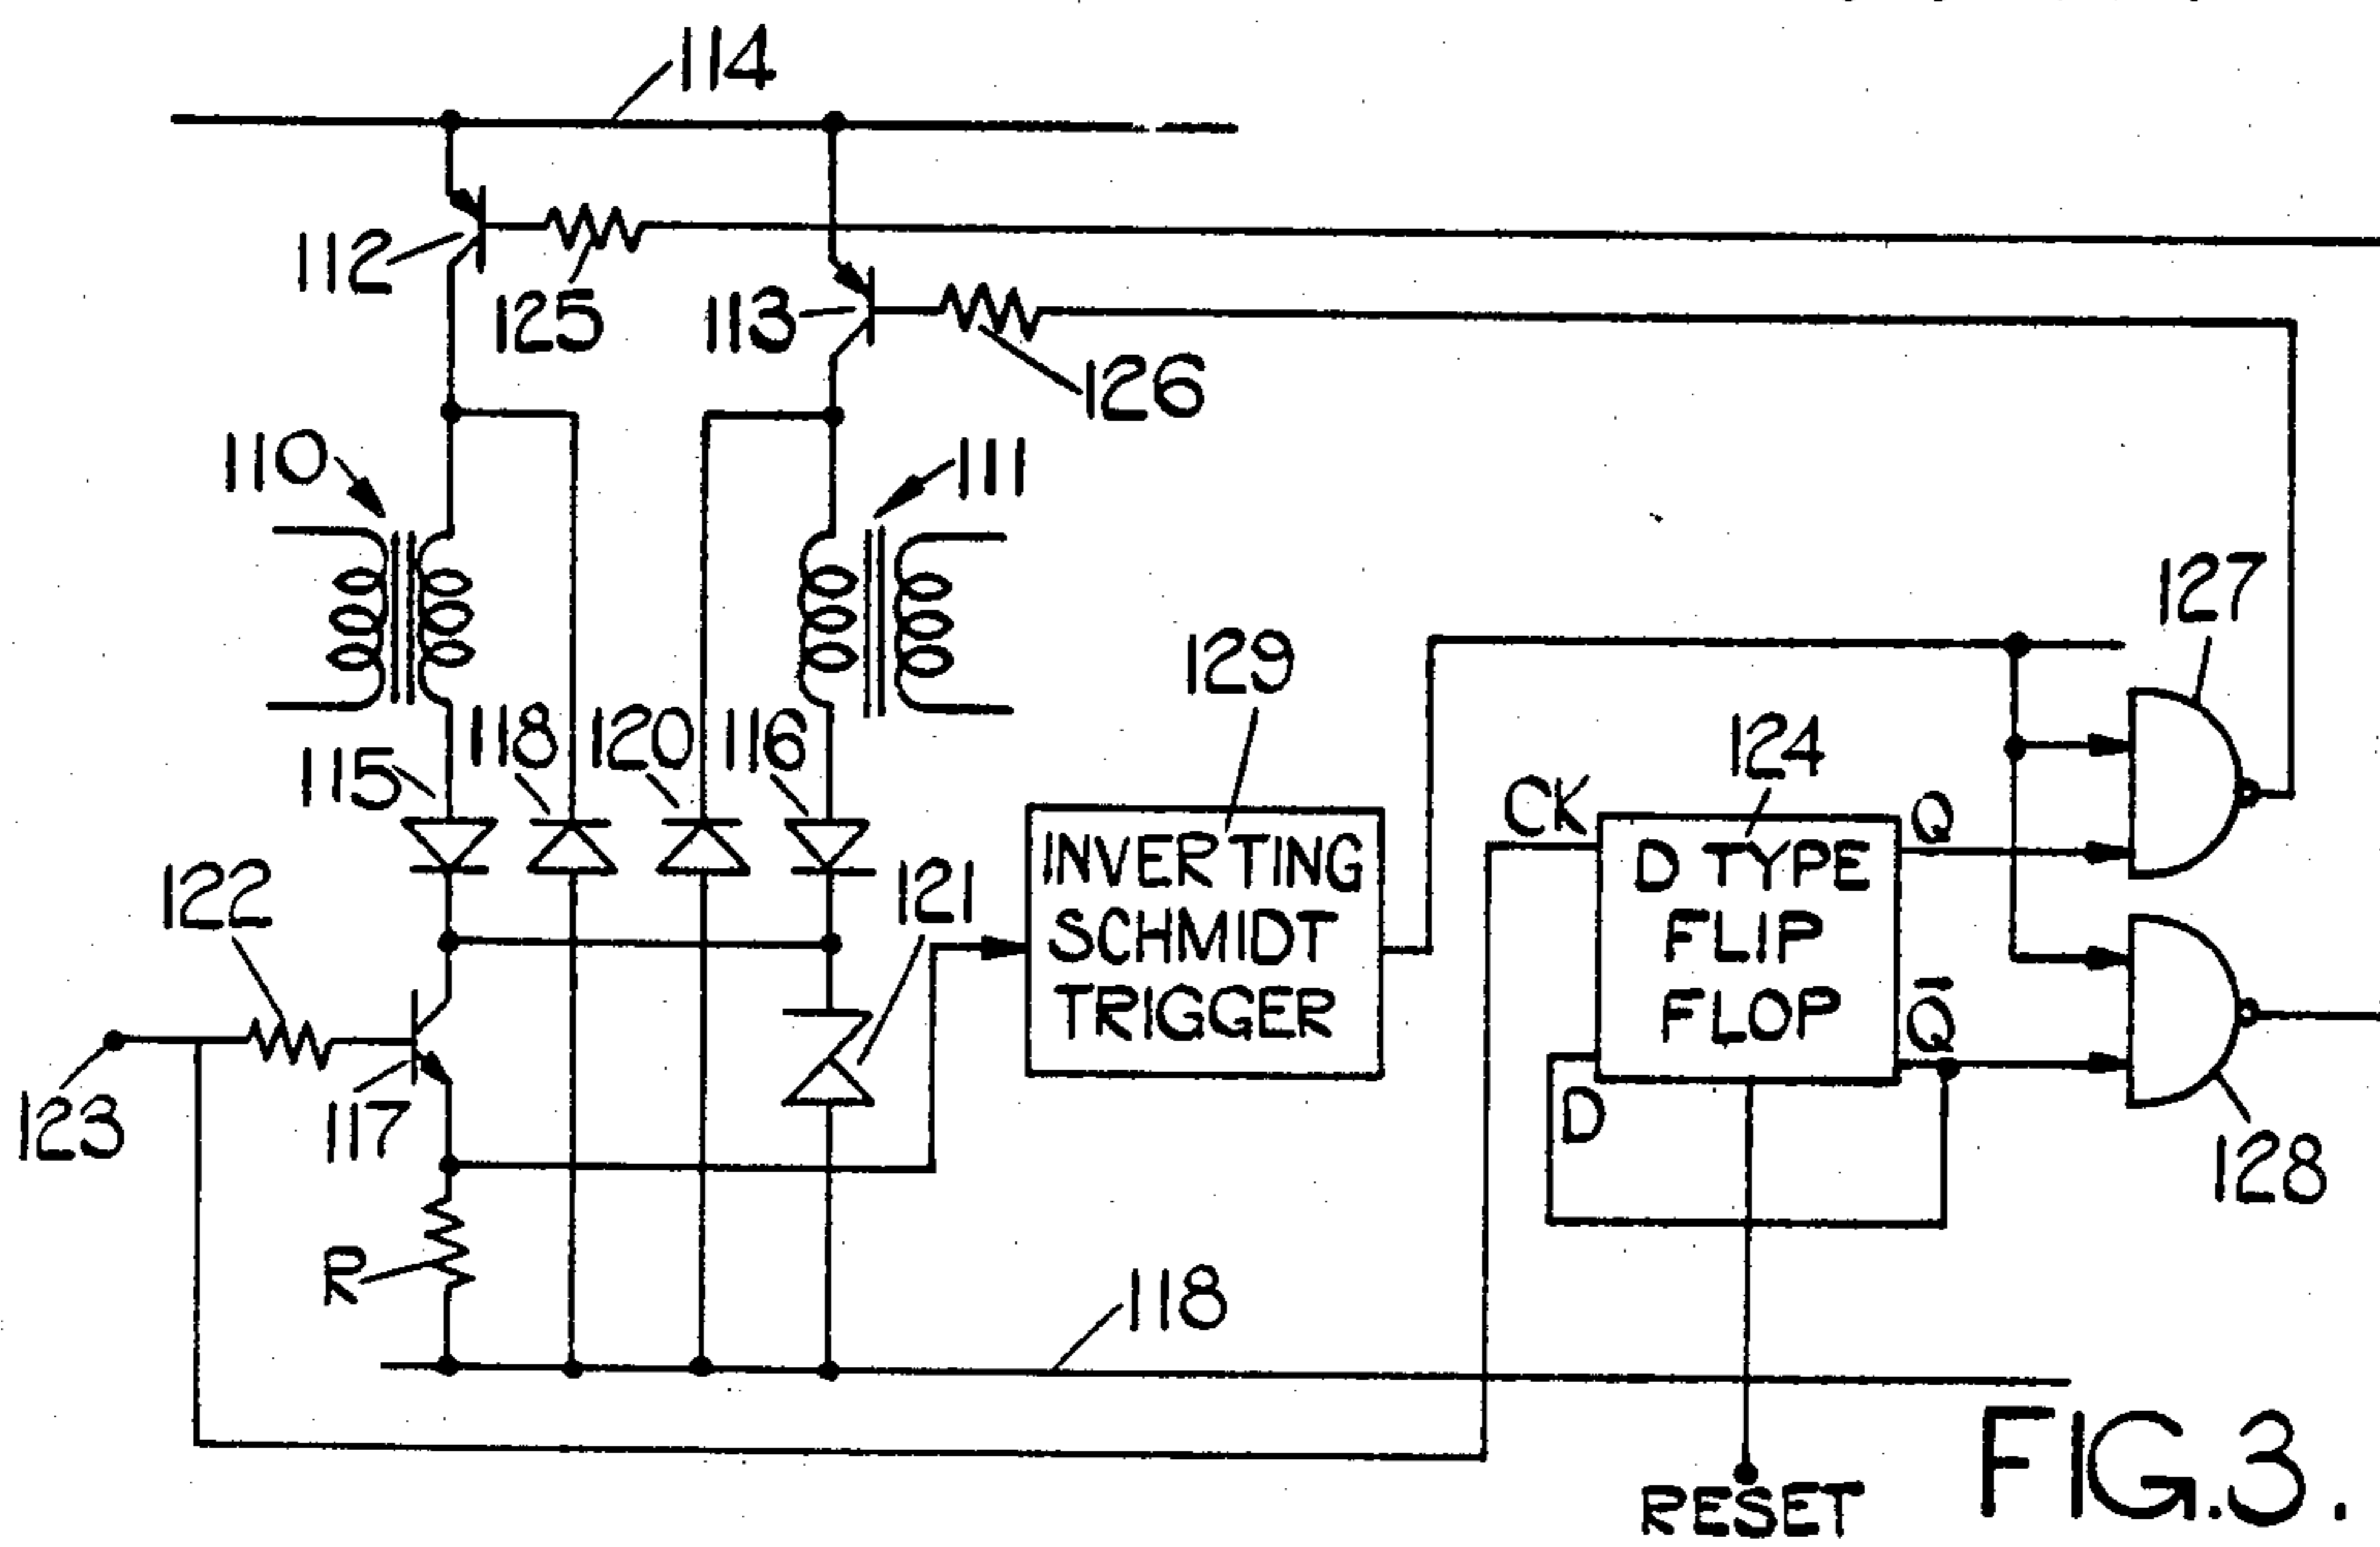 114
112
125
113
126
110
111
127
129
115
118
120
116
124
CK
Q
122
121
INVERTING
SCHMIDT
TRIGGER
D TYPE
FLIP
FLOP
Q̅
123
117
D
128
R
118
RESET
FIG.3.